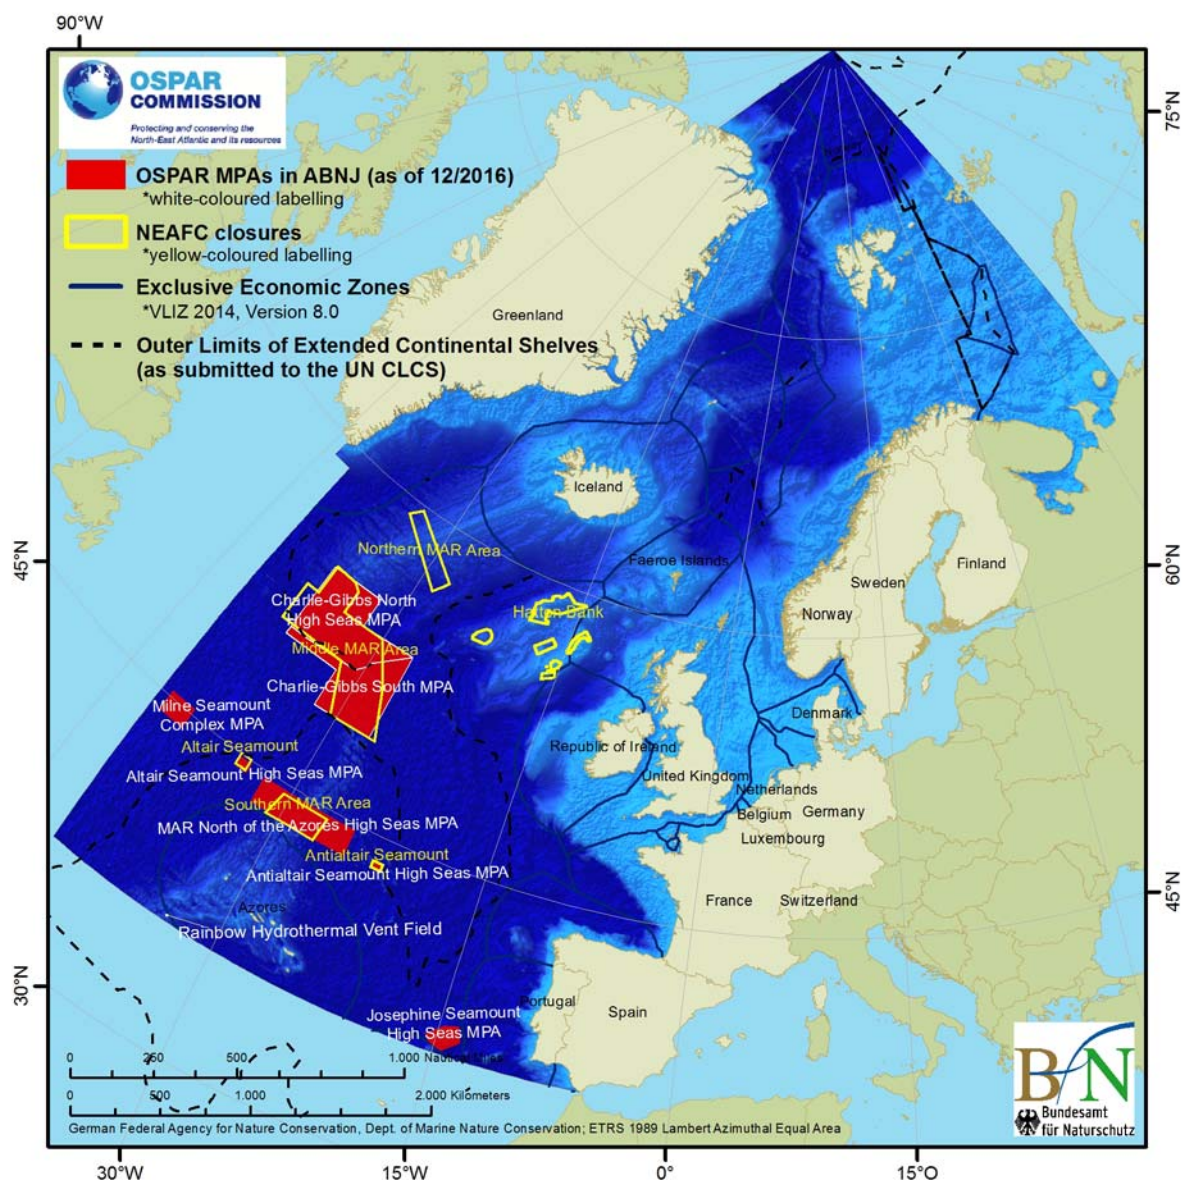 90°W
OSPAR
COMMISSION
Protecting and conserving the
North-East Atlantic and its resources
75°N
OSPAR MPAs in ABNJ (as of 12/2016)
*white-coloured labelling
NEAFC closures
*yellow-coloured labelling
Exclusive Economic Zones
*VLIZ 2014, Version 8.0
Outer Limits of Extended Continental Shelves
(as submitted to the UN CLCS)
Greenland
Iceland
Northern MAR Area
45°N
60°N
Faeroe Islands
Finland
Sweden
Norway
Charlie-Gibbs North
High Seas MPA
Hatton Bank
Middle MAR Area
Charlie-Gibbs South MPA
Milne Seamount
Complex MPA
Denmark
Altair Seamount
Republic of Ireland
Altair Seamount High Seas MPA
United Kingdom
Netherlands
Southern MAR Area
Belgium
Germany
MAR North of the Azores High Seas MPA
Luxembourg
Antialtair Seamount
Antialtair Seamount High Seas MPA
45°N
France
Switzerland
Azores
Rainbow Hydrothermal Vent Field
30°N
Portugal
Spain
Josephine Seamount
High Seas MPA
0 250 500 1.000 Nautical Miles
0 500 1.000 2.000 Kilometers
BfN
Bundesamt
für Naturschutz
German Federal Agency for Nature Conservation, Dept. of Marine Nature Conservation; ETRS 1989 Lambert Azimuthal Equal Area
30°W
15°W
0°
15°O